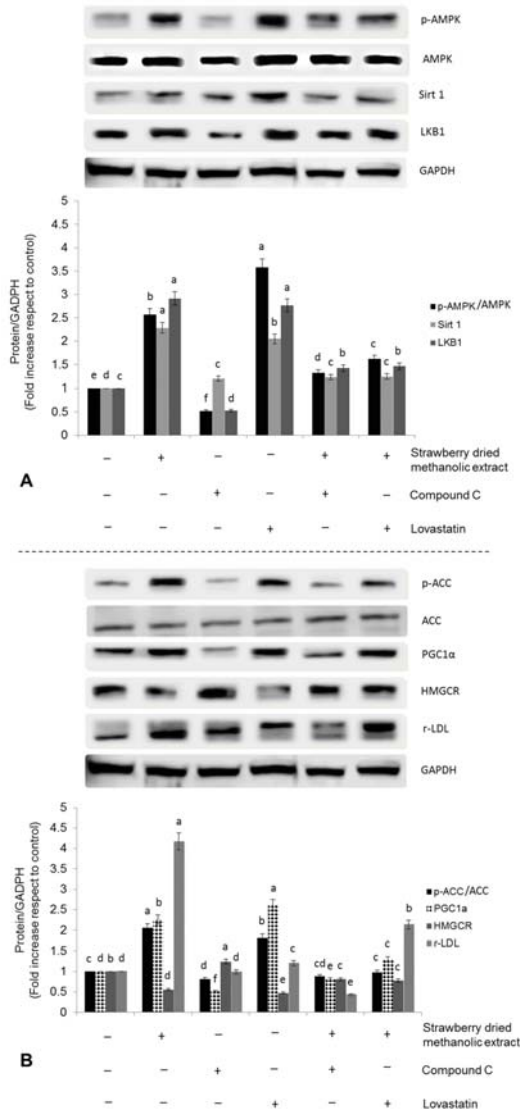 p-AMPK
AMPK
Sirt 1
LKB1
GAPDH
Protein/GADPH
(Fold increase respect to control)
5
4.5
4
3.5
3
2.5
2
1.5
1
0.5
0
e d c
b a a
f c d
a b a
d c b
c c b
p-AMPK/AMPK
Sirt 1
LKB1
– + – – + + Strawberry dried
methanolic extract
– – + – + – Compound C
– – – + – + Lovastatin
A
p-ACC
ACC
PGC1α
HMGCR
r-LDL
GAPDH
Protein/GADPH
(Fold increase respect to control)
5
4.5
4
3.5
3
2.5
2
1.5
1
0.5
0
c d b c
a b d a
d f a d
b a e c
cd e c e
c c c b
p-ACC/ACC
PGC1a
HMGCR
r-LDL
– + – – + + Strawberry dried
methanolic extract
– – + – + – Compound C
– – – + – + Lovastatin
B